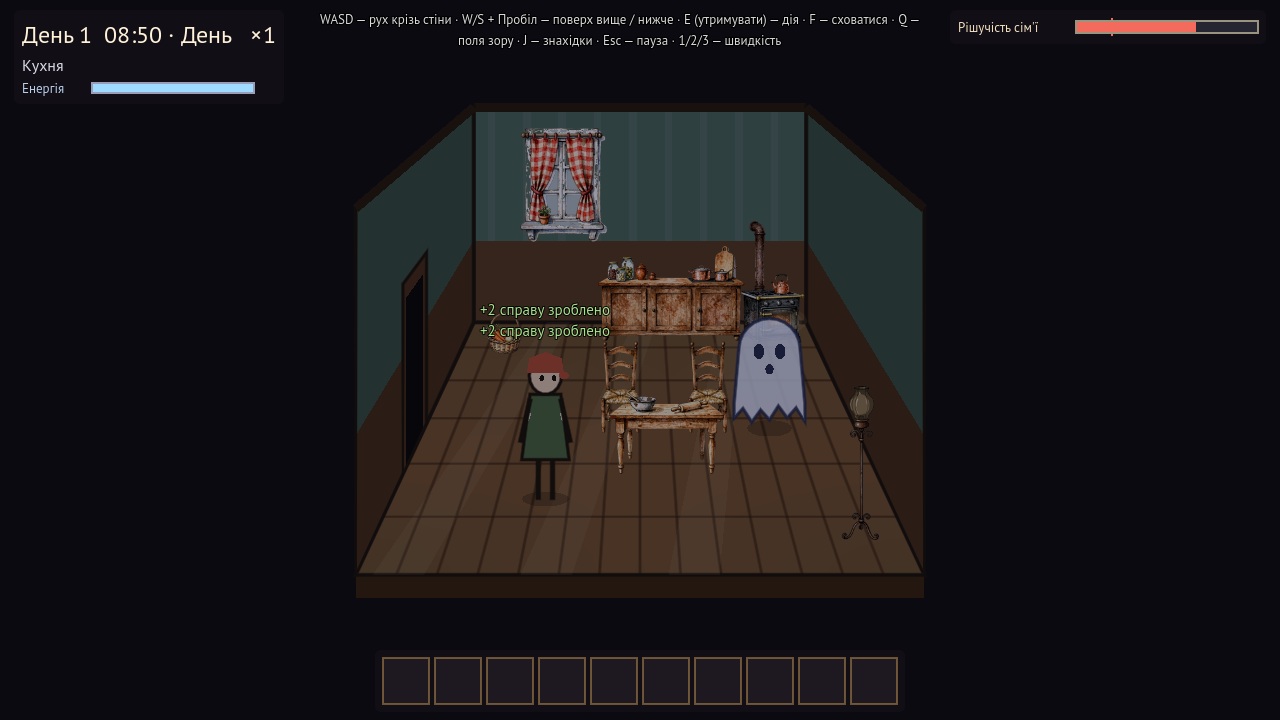 День 1 08:50 · День ×1
Кухня
Енергія
WASD — рух крізь стіни · W/S + Пробіл — поверх вище / нижче · E (утримувати) — дія · F — сховатися · Q —
поля зору · J — знахідки · Esc — пауза · 1/2/3 — швидкість
Рішучість сім'ї
+2 справу зроблено
+2 справу зроблено